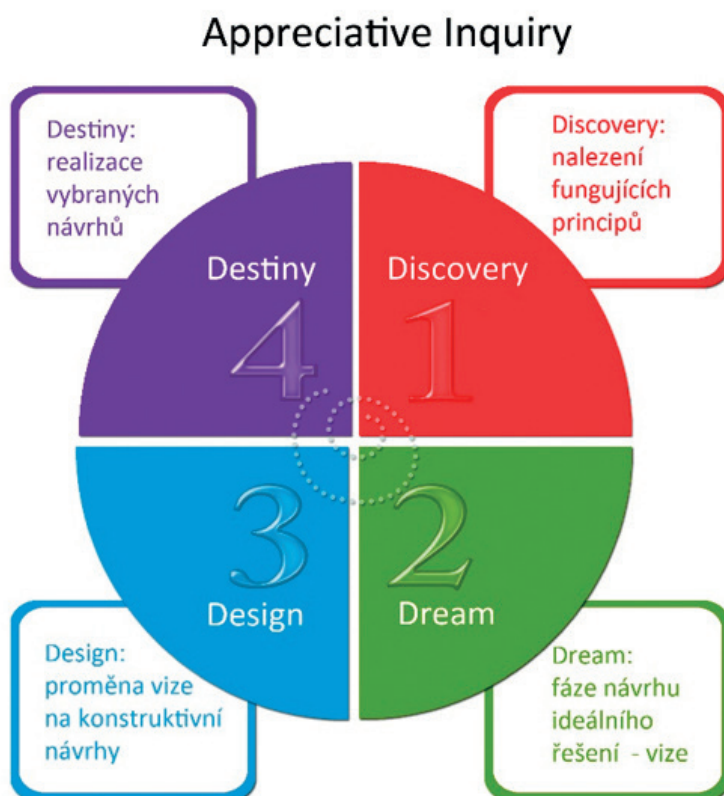 Appreciative Inquiry
Destiny:
realizace
vybraných
návrhů
Discovery:
nalezení
fungujících
principů
Destiny
Discovery
4
1
3
2
Design
Dream
Design:
proměna vize
na konstruktivní
návrhy
Dream:
fáze návrhu
ideálního
řešení - vize